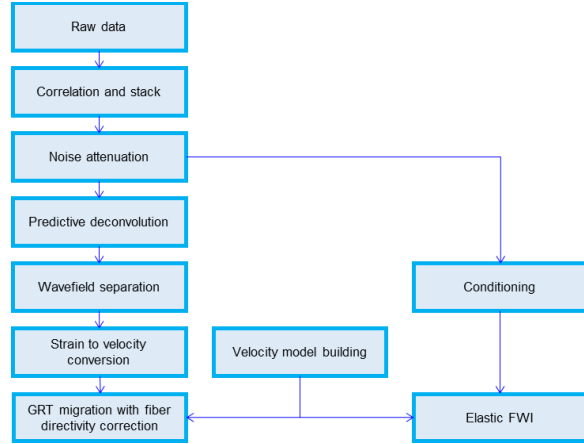 Raw data
Correlation and stack
Noise attenuation
Predictive deconvolution
Wavefield separation
Conditioning
Strain to velocity
conversion
Velocity model building
GRT migration with fiber
directivity correction
Elastic FWI